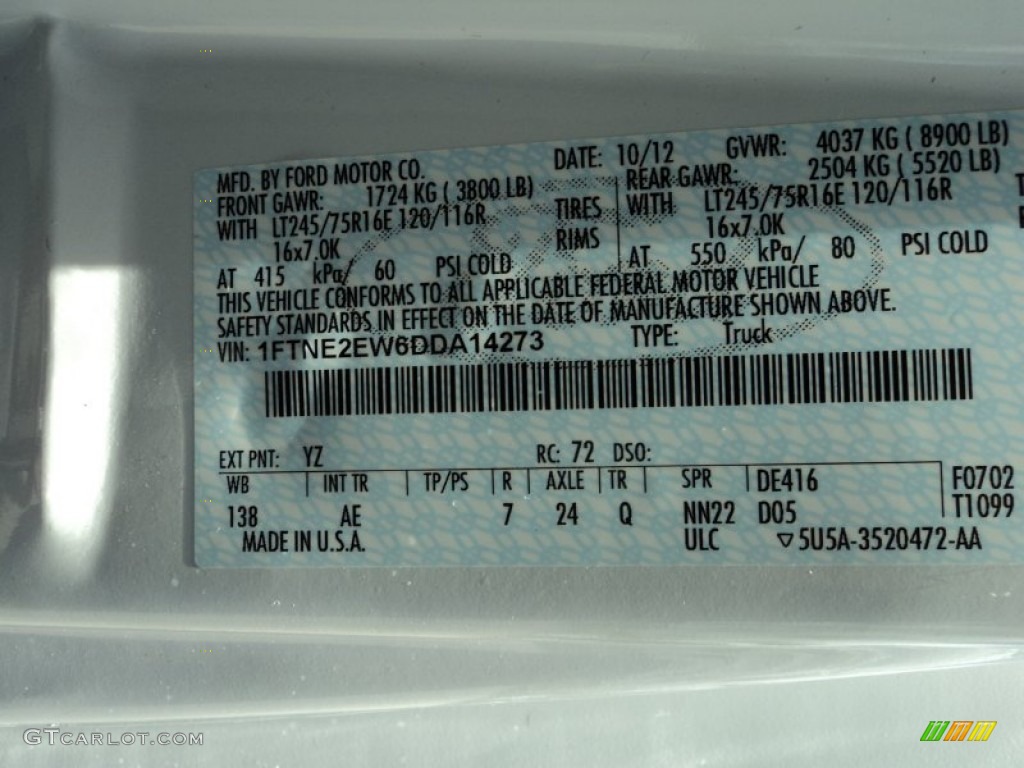 MFD. BY FORD MOTOR CO. DATE: 10/12 GVWR: 4037 KG ( 8900 LB)
FRONT GAWR: 1724 KG ( 3800 LB) REAR GAWR: 2504 KG ( 5520 LB)
WITH LT245/75R16E 120/116R TIRES WITH LT245/75R16E 120/116R
16x7.0K RIMS 16x7.0K
AT 415 kPa/ 60 PSI COLD AT 550 kPa/ 80 PSI COLD
THIS VEHICLE CONFORMS TO ALL APPLICABLE FEDERAL MOTOR VEHICLE
SAFETY STANDARDS IN EFFECT ON THE DATE OF MANUFACTURE SHOWN ABOVE.
VIN: 1FTNE2EW6DDA14273 TYPE: Truck
EXT PNT: YZ RC: 72 DSO:
WB INT TR TP/PS R AXLE TR SPR DE416 F0702
138 AE 7 24 Q NN22 D05 T1099
MADE IN U.S.A. ULC ▽5U5A-3520472-AA
GTCARLOT.COM